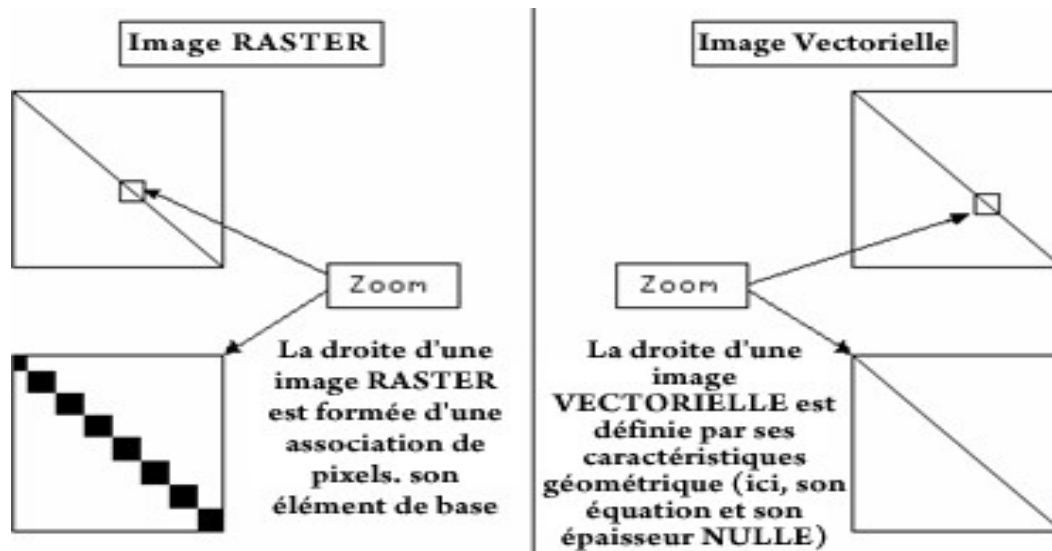 Image RASTER
Zoom
La droite d'une
image RASTER
est formée d'une
association de
pixels. son
élément de base
Image Vectorielle
Zoom
La droite d'une
image
VECTORIELLE est
définie par ses
caractéristiques
géométrique (ici, son
équation et son
épaisseur NULLE)